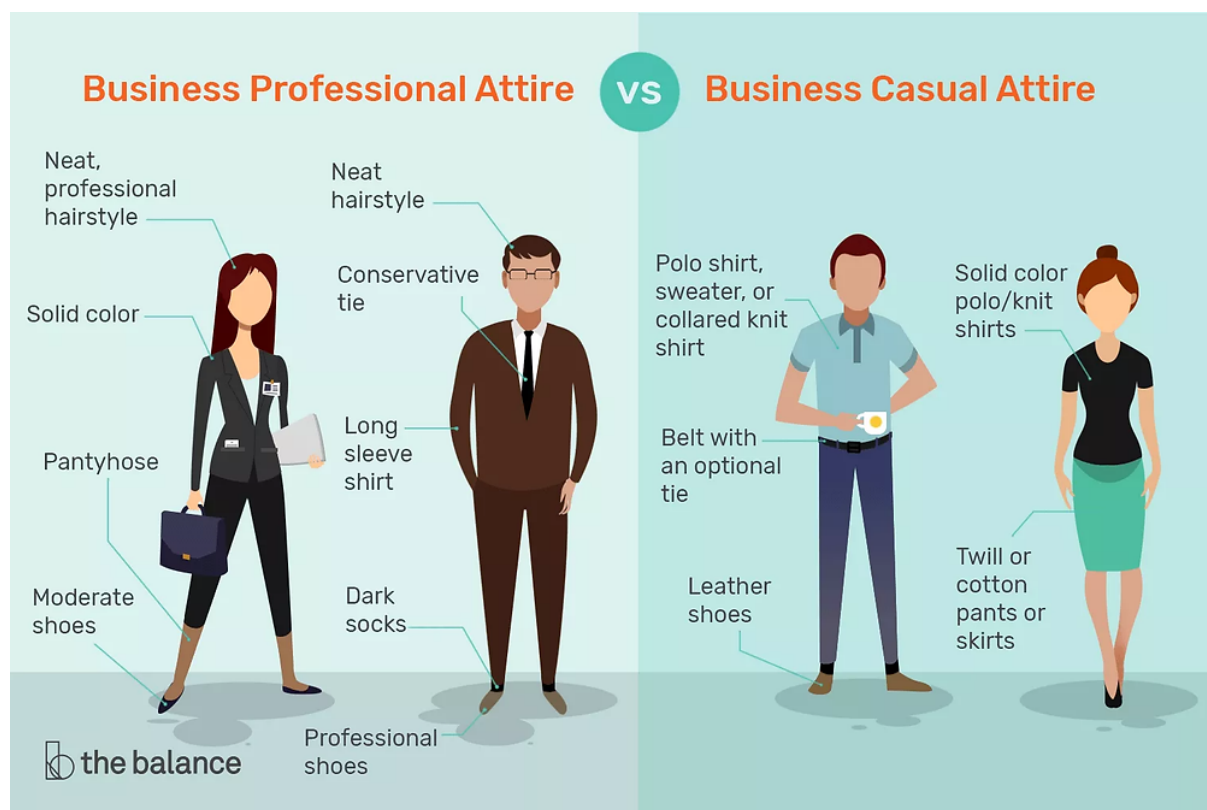 Business Professional Attire
VS
Business Casual Attire
Neat,
professional
hairstyle
Solid color
Pantyhose
Moderate
shoes
Neat
hairstyle
Conservative
tie
Long
sleeve
shirt
Dark
socks
Professional
shoes
Polo shirt,
sweater, or
collared knit
shirt
Belt with
an optional
tie
Leather
shoes
Solid color
polo/knit
shirts
Twill or
cotton
pants or
skirts
the balance